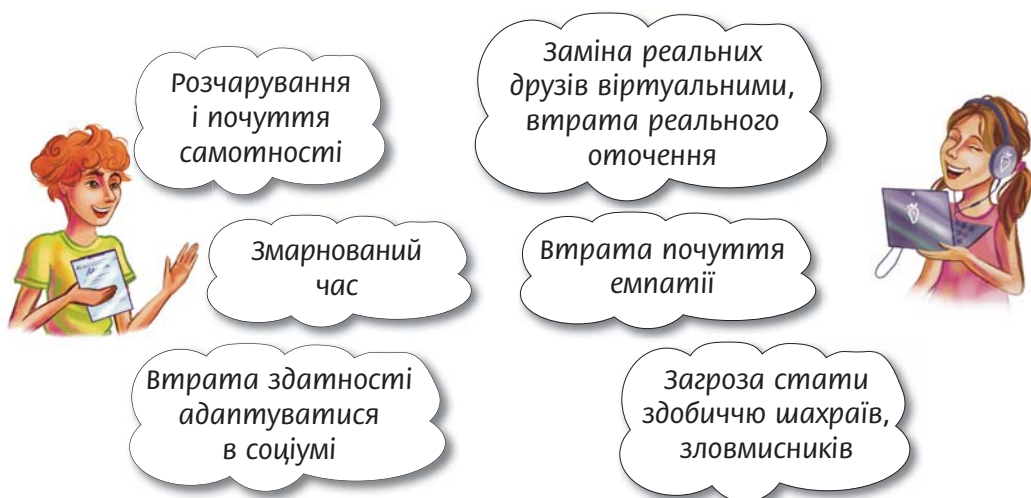 Розчарування
і почуття
самотності
Заміна реальних
друзів віртуальними,
втрата реального
оточення
Змарнований
час
Втрата почуття
емпатії
Втрата здатності
адаптуватися
в соціумі
Загроза стати
здобиччю шахраїв,
зловмисників